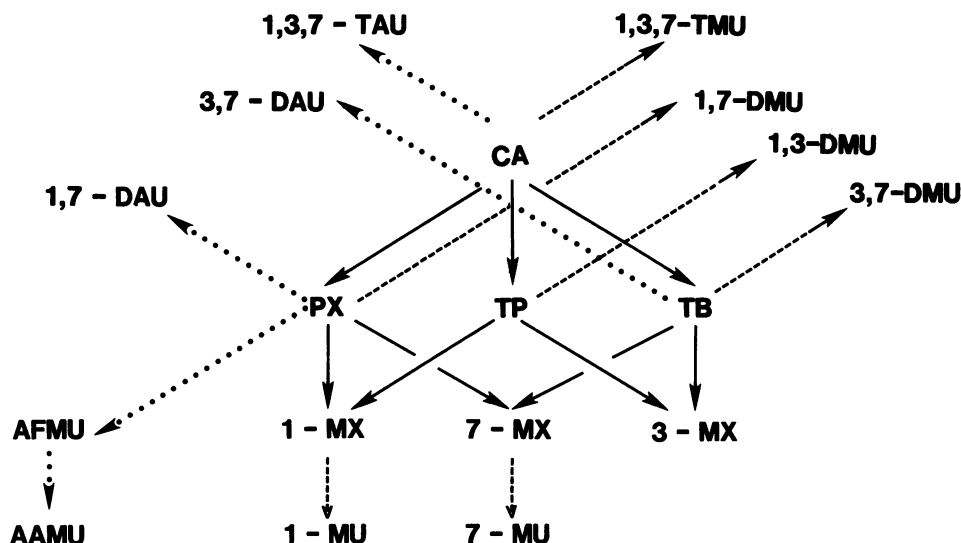 1,3,7 - TAU
1,3,7-TMU
3,7 - DAU
1,7-DMU
1,3-DMU
CA
1,7 - DAU
3,7-DMU
PX
TP
TB
AFMU
1 - MX
7 - MX
3 - MX
AAMU
1 - MU
7 - MU